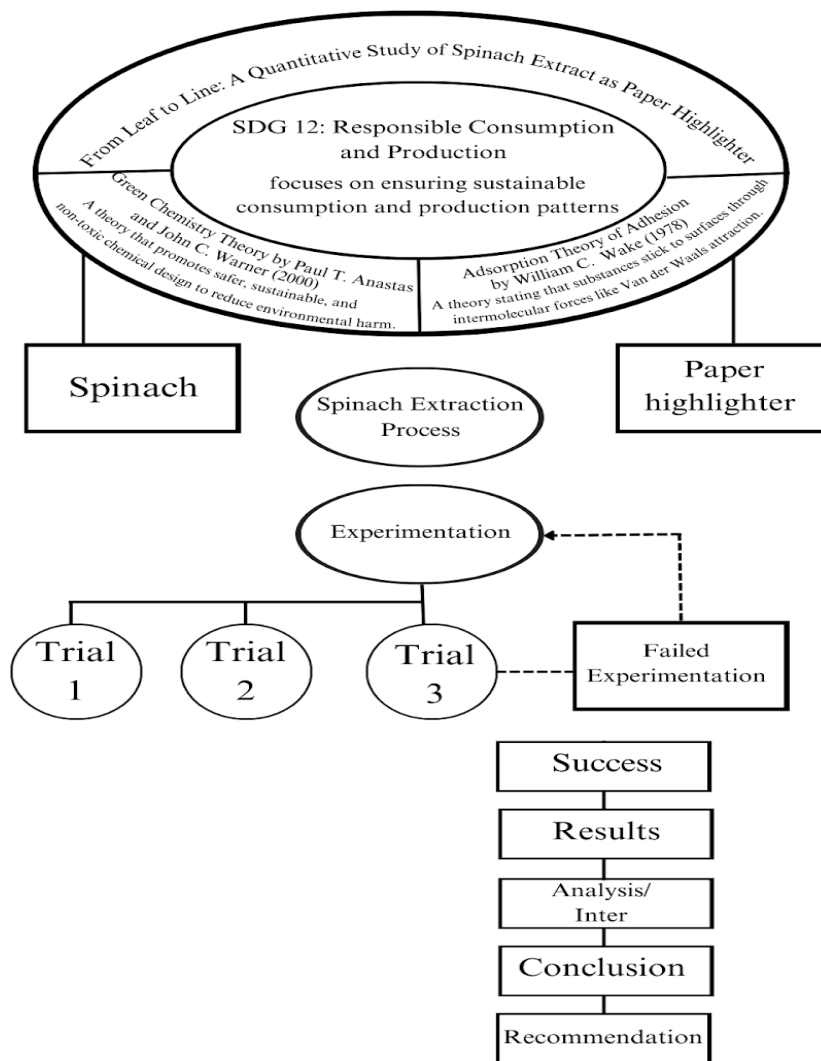 From Leaf to Line: A Quantitative Study of Spinach Extract as Paper Highlighter
SDG 12: Responsible Consumption
and Production
focuses on ensuring sustainable
consumption and production patterns
Green Chemistry Theory by Paul T. Anastas
and John C. Warner (2000)
A theory that promotes safer, sustainable, and
non-toxic chemical design to reduce environmental harm.
Adsorption Theory of Adhesion
by William C. Wake (1978)
A theory stating that substances stick to surfaces through
intermolecular forces like Van der Waals attraction.
Spinach
Paper
highlighter
Spinach Extraction
Process
Experimentation
Trial
1
Trial
2
Trial
3
Failed
Experimentation
Success
Results
Analysis/
Inter
Conclusion
Recommendation